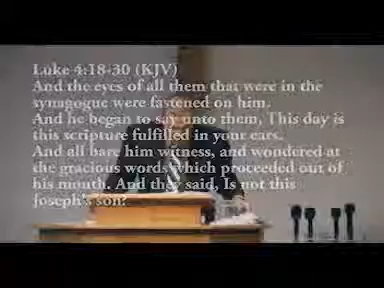 Luke 4:18-30 (KJV)
And the eyes of all them that were in the
synagogue were fastened on him.
And he began to say unto them, This day is
this scripture fulfilled in your ears.
And all bare him witness, and wondered at
the gracious words which proceeded out of
his mouth. And they said, Is not this
Joseph's son?